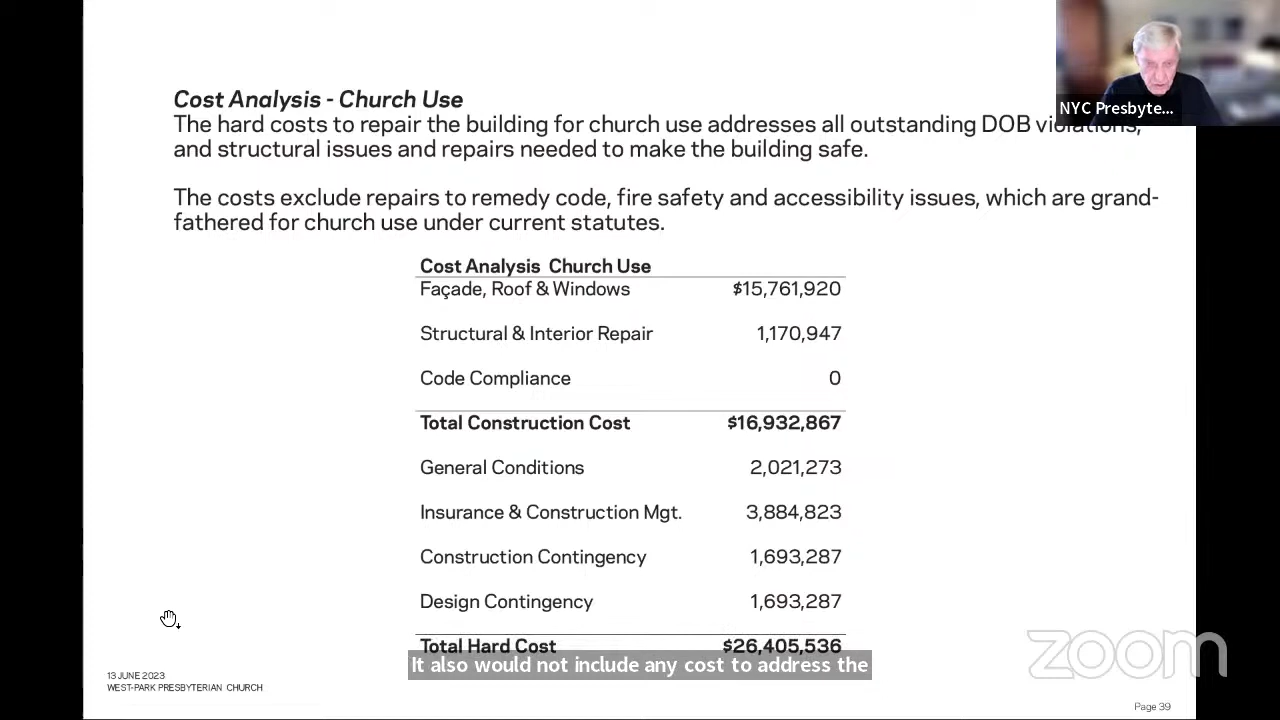 NYC Presbyte...
Cost Analysis - Church Use
The hard costs to repair the building for church use addresses all outstanding DOB violations,
and structural issues and repairs needed to make the building safe.
The costs exclude repairs to remedy code, fire safety and accessibility issues, which are grand-
fathered for church use under current statutes.
Cost Analysis Church Use
Façade, Roof & Windows $15,761,920
Structural & Interior Repair 1,170,947
Code Compliance 0
Total Construction Cost $16,932,867
General Conditions 2,021,273
Insurance & Construction Mgt. 3,884,823
Construction Contingency 1,693,287
Design Contingency 1,693,287
Total Hard Cost $26,405,536
It also would not include any cost to address the
zoom
13 JUNE 2023
WEST-PARK PRESBYTERIAN CHURCH
Page 39